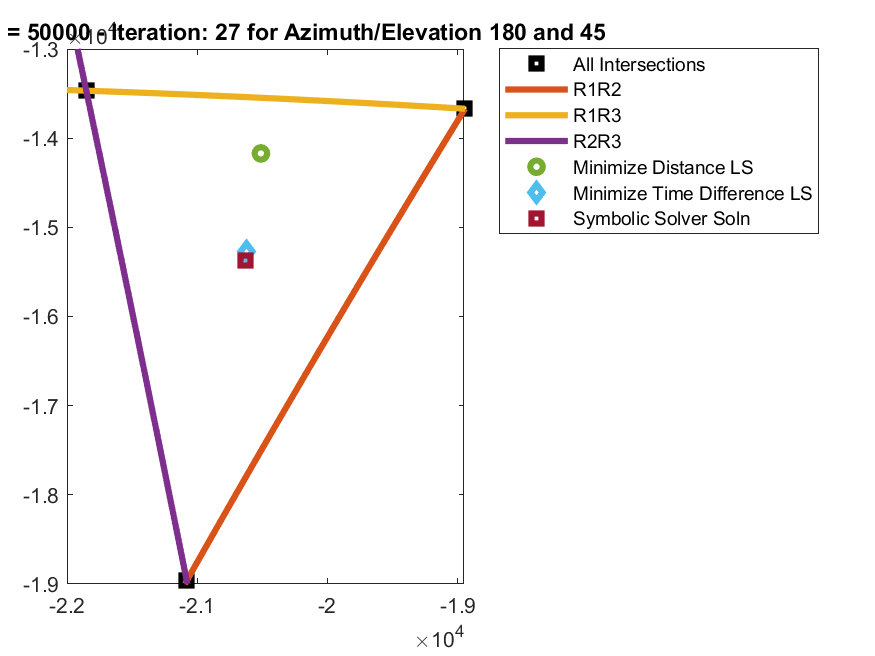 = 50000 - Iteration: 27 for Azimuth/Elevation 180 and 45
×10⁴
-1.3
-1.4
-1.5
-1.6
-1.7
-1.8
-1.9
-2.2 -2.1 -2 -1.9
×10⁴
All Intersections
R1R2
R1R3
R2R3
Minimize Distance LS
Minimize Time Difference LS
Symbolic Solver Soln